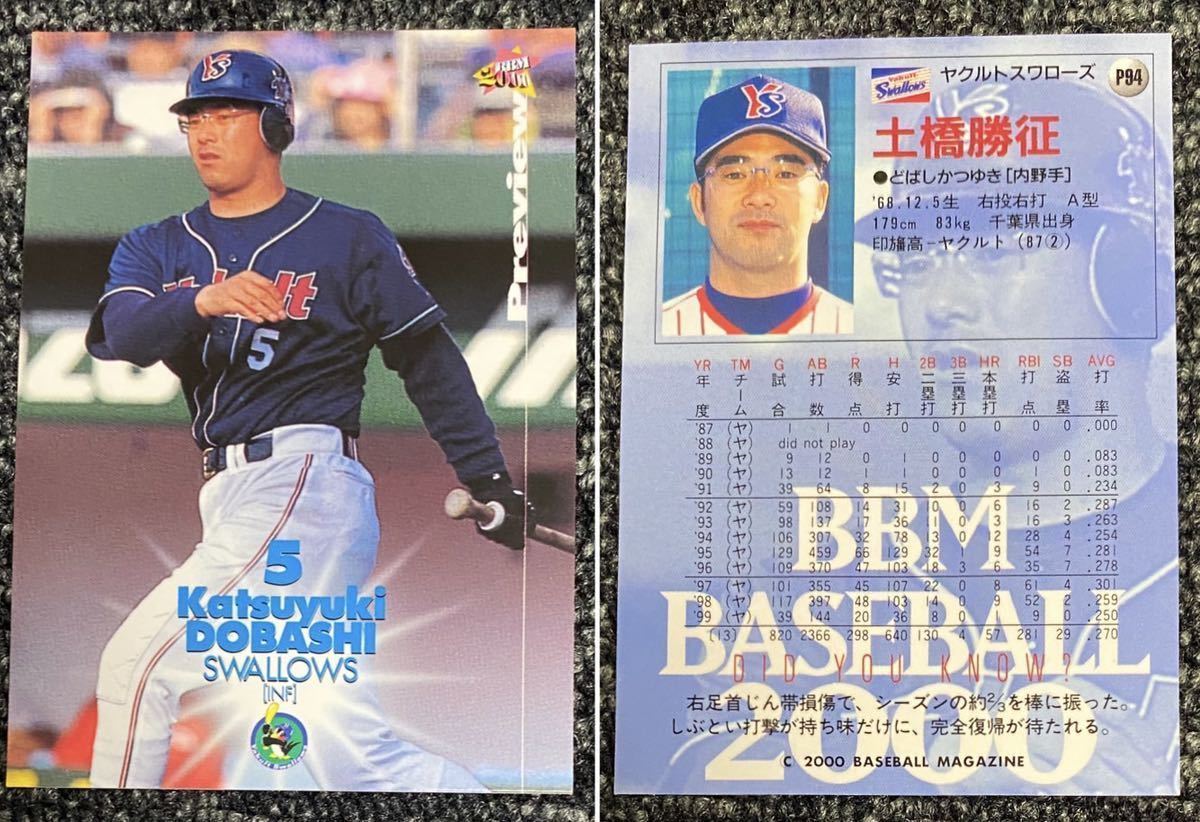 YS
BBM
2000
Preview
Yakult
5
5
Katsuyuki
DOBASHI
SWALLOWS
[INF]
Yakult Swallows
Yakult
Swallows
ヤクルトスワローズ
P94
YS
土橋勝征
●どばしかつゆき[内野手]
'68.12.5生 右投右打 A型
179cm 83kg 千葉県出身
印旛高−ヤクルト(87②)
YR TM G AB R H 2B 3B HR RBI SB AVG
年度 チーム 試合 打数 得点 安打 二塁打 三塁打 本塁打 打点 盗塁 打率
'87 (ヤ) 1 1 0 0 0 0 0 0 0 .000
'88 (ヤ) did not play
'89 (ヤ) 9 12 0 1 0 0 0 0 0 .083
'90 (ヤ) 13 12 1 1 0 0 0 1 0 .083
'91 (ヤ) 39 64 8 15 2 0 3 9 0 .234
'92 (ヤ) 59 108 14 31 10 0 6 16 2 .287
'93 (ヤ) 98 137 17 36 11 0 3 16 3 .263
'94 (ヤ) 106 307 32 78 13 0 12 28 4 .254
'95 (ヤ) 129 459 66 129 32 1 9 54 7 .281
'96 (ヤ) 109 370 47 103 18 3 6 35 7 .278
'97 (ヤ) 101 355 45 107 22 0 8 61 4 .301
'98 (ヤ) 117 397 48 103 14 0 9 52 2 .259
'99 (ヤ) 39 144 20 36 8 0 1 9 0 .250
(13) 820 2366 298 640 130 4 57 281 29 .270
BBM
BASEBALL
2000
DID YOU KNOW?
右足首じん帯損傷で、シーズンの約2/3を棒に振った。
しぶとい打撃が持ち味だけに、完全復帰が待たれる。
C 2000 BASEBALL MAGAZINE